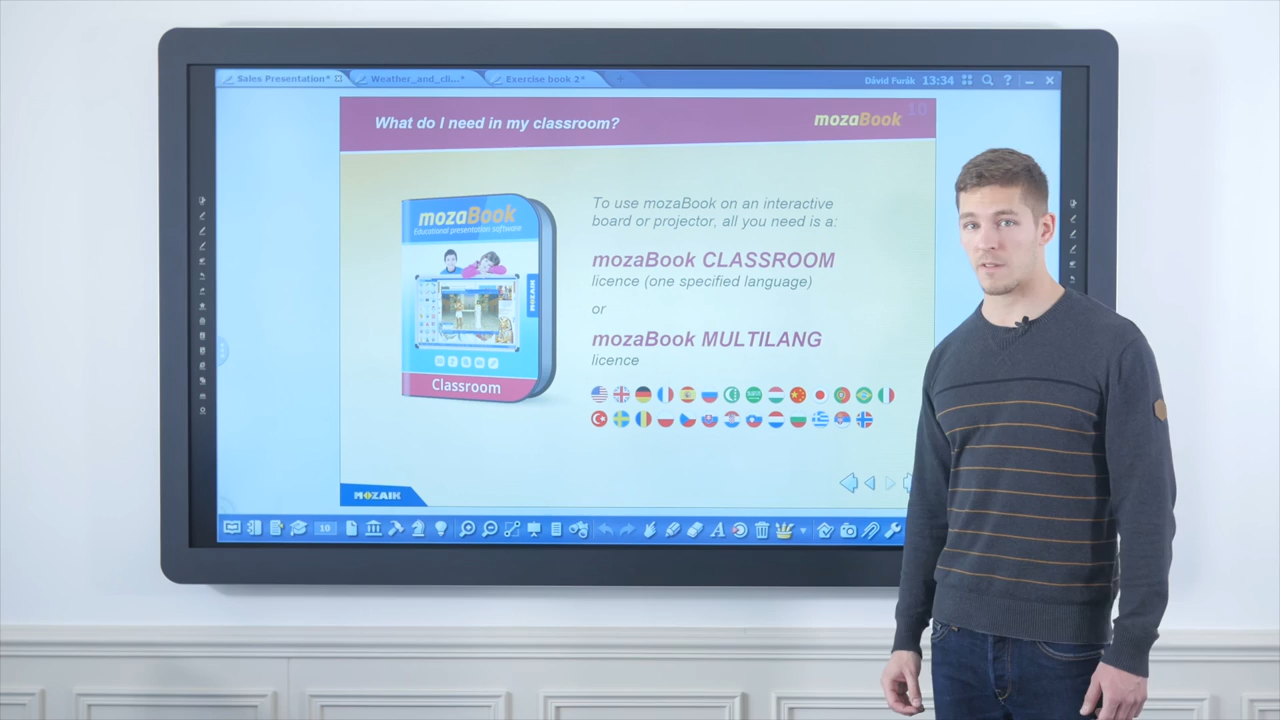 Sales Presentation*
Weather_and_cli...*
Exercise book 2*
Dávid Furák
13:34
What do I need in my classroom?
mozaBook
10
mozaBook
Educational presentation software
MOZAIK
Classroom
To use mozaBook on an interactive
board or projector, all you need is a:
mozaBook CLASSROOM
licence (one specified language)
or
mozaBook MULTILANG
licence
MOZAIK
10